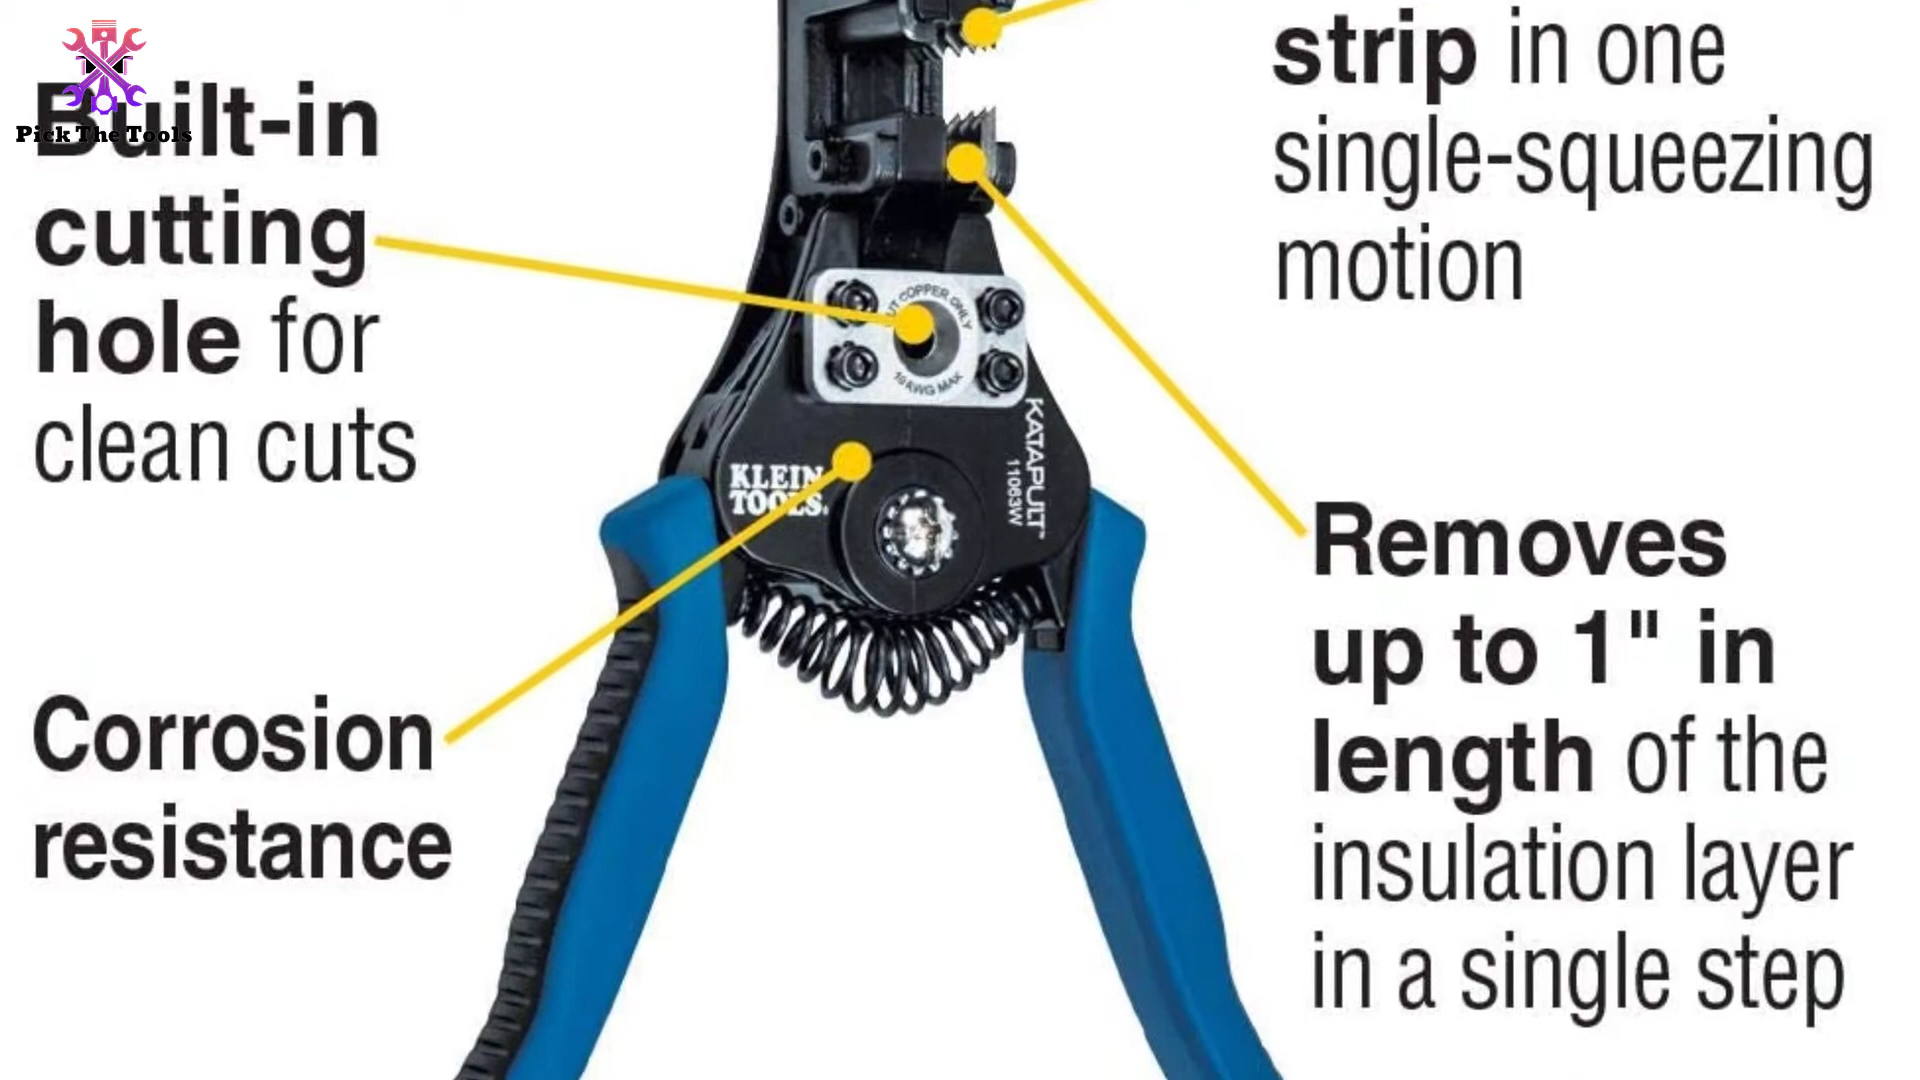 Pick The Tools
Built-in
cutting
hole for
clean cuts
Corrosion
resistance
strip in one
single-squeezing
motion
Removes
up to 1" in
length of the
insulation layer
in a single step
CUT COPPER ONLY
10 AWG MAX
KLEIN
TOOLS.
KATAPULT™
11063W